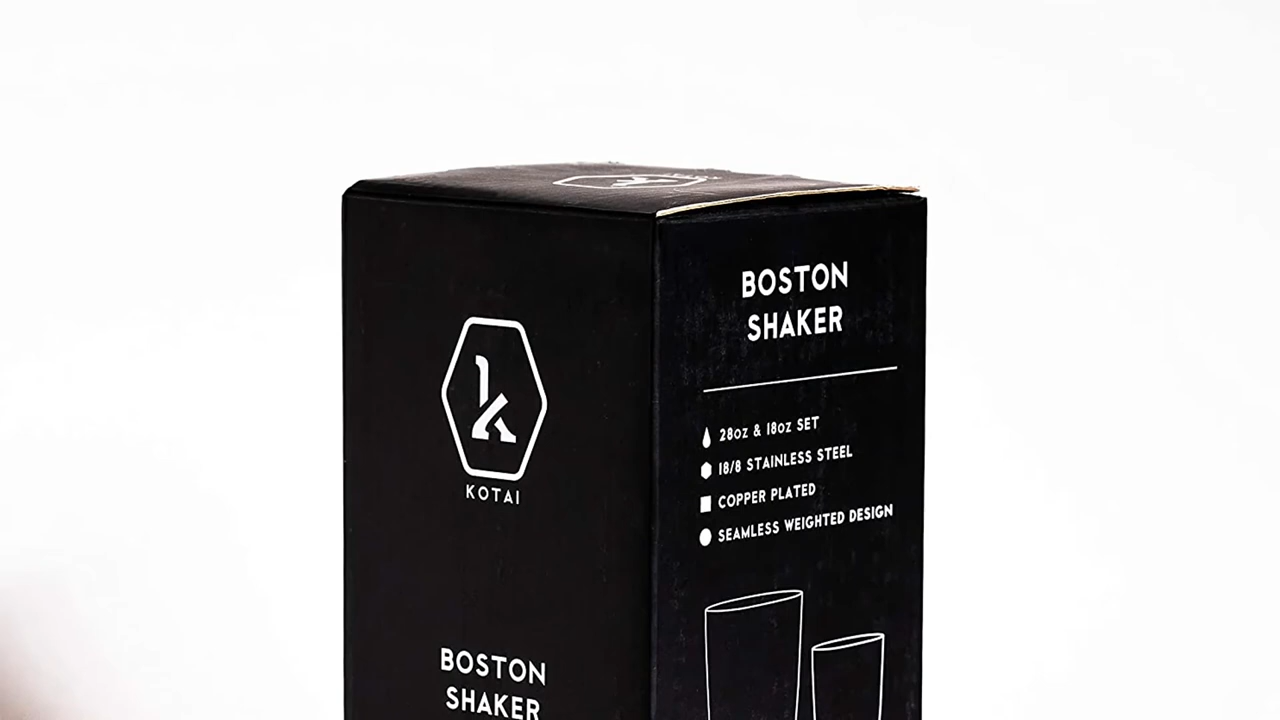 KOTAI
BOSTON
SHAKER
BOSTON
SHAKER
28oz & 18oz SET
18/8 STAINLESS STEEL
COPPER PLATED
SEAMLESS WEIGHTED DESIGN